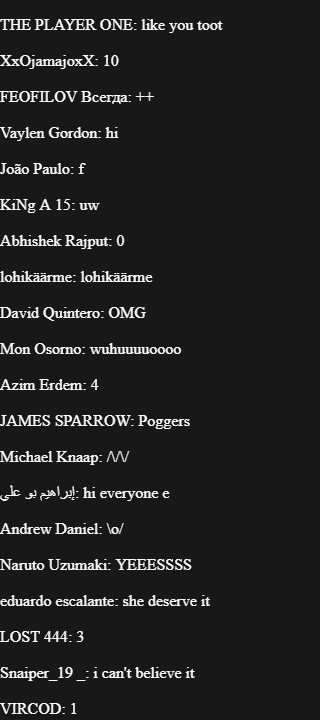 THE PLAYER ONE: like you toot
XxOjamajoxX: 10
FEOFILOV Всегда: ++
Vaylen Gordon: hi
João Paulo: f
KiNg A 15: uw
Abhishek Rajput: 0
lohikäärme: lohikäärme
David Quintero: OMG
Mon Osorno: wuhuuuuoooo
Azim Erdem: 4
JAMES SPARROW: Poggers
Michael Knaap: /\/\/
إبراهيم بو علي: hi everyone e
Andrew Daniel: \o/
Naruto Uzumaki: YEEESSSS
eduardo escalante: she deserve it
LOST 444: 3
Snaiper_19 _: i can't believe it
VIRCOD: 1